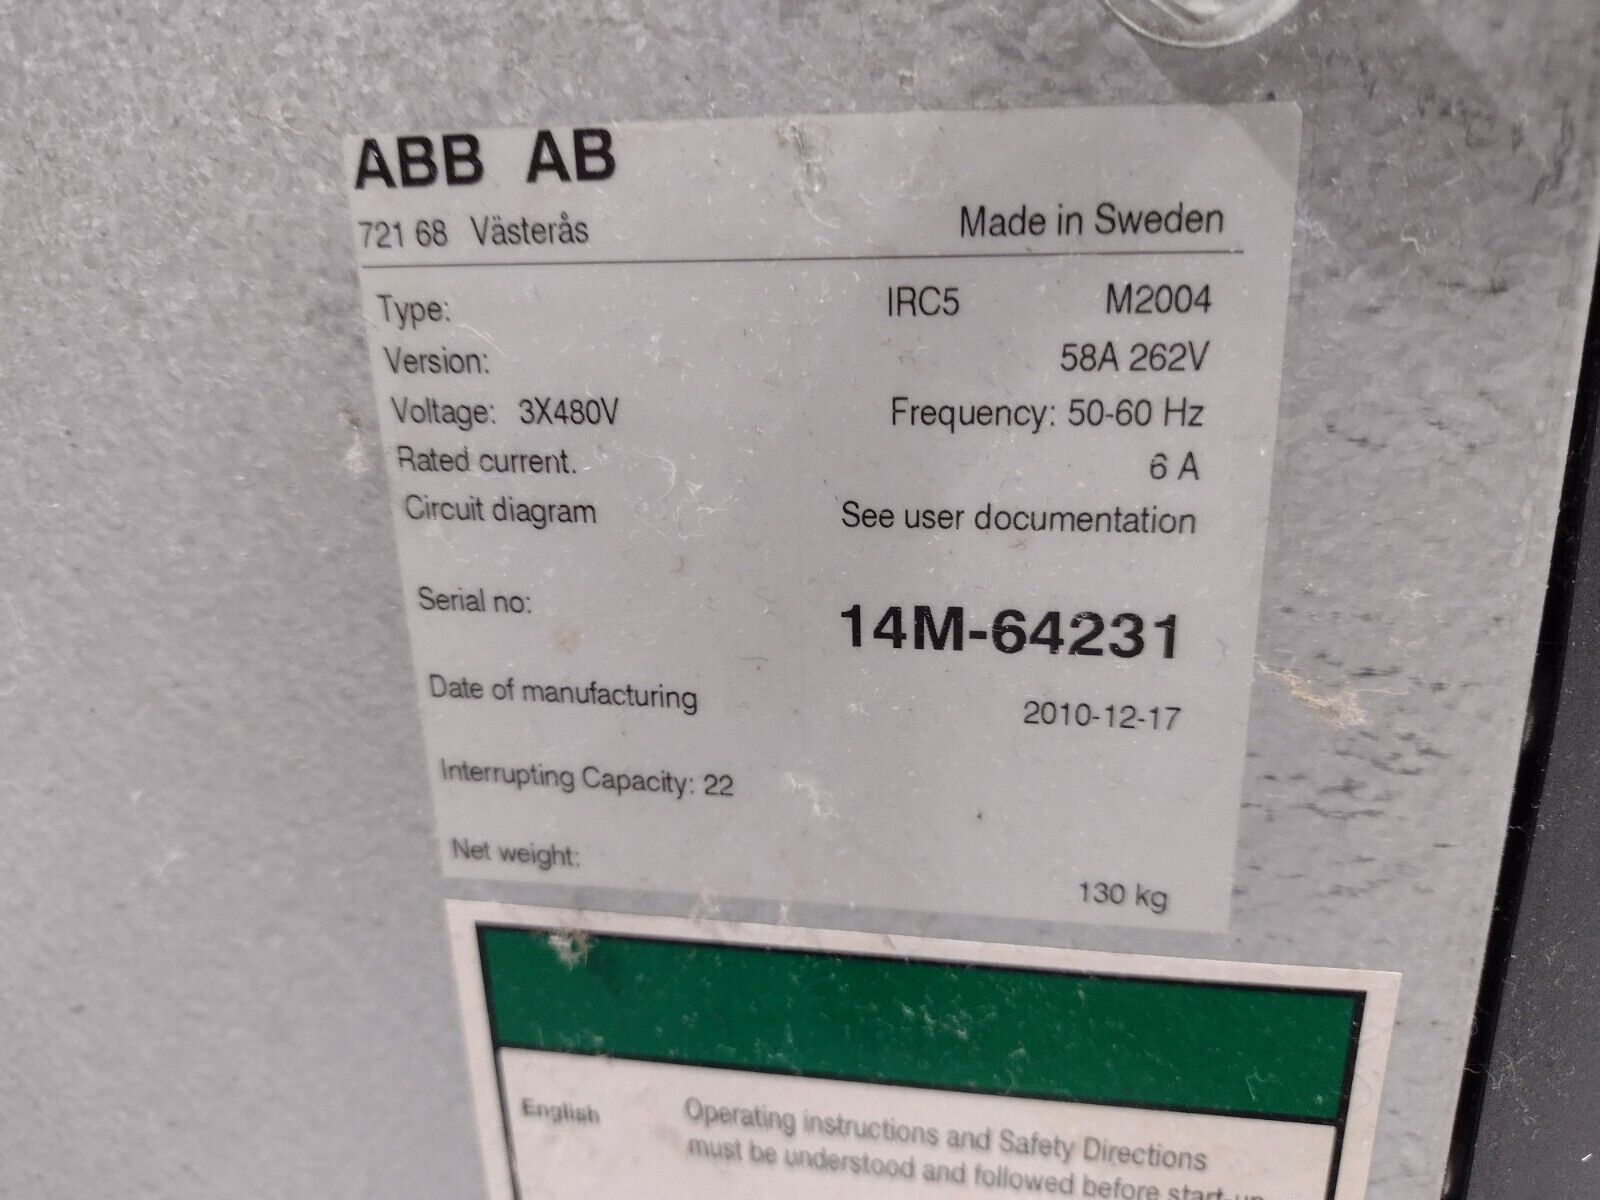 ABB AB
721 68 Västerås Made in Sweden
Type: IRC5 M2004
Version: 58A 262V
Voltage: 3X480V Frequency: 50-60 Hz
Rated current. 6 A
Circuit diagram See user documentation
Serial no: 14M-64231
Date of manufacturing 2010-12-17
Interrupting Capacity: 22
Net weight: 130 kg
English Operating instructions and Safety Directions
must be understood and followed before start-up